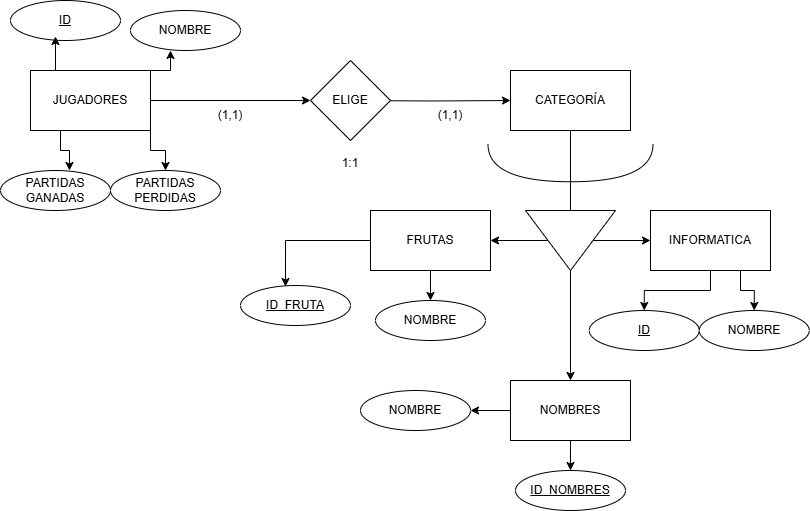 ID
NOMBRE
JUGADORES
ELIGE
CATEGORÍA
(1,1)
(1,1)
1:1
PARTIDAS
GANADAS
PARTIDAS
PERDIDAS
FRUTAS
INFORMATICA
ID_FRUTA
NOMBRE
ID
NOMBRE
NOMBRE
NOMBRES
ID_NOMBRES